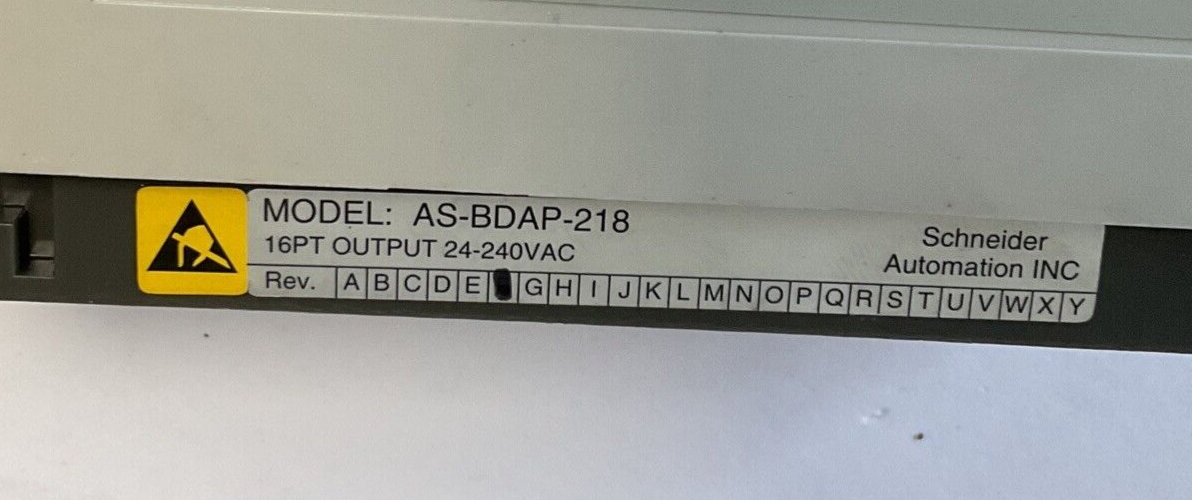 MODEL: AS-BDAP-218
16PT OUTPUT 24-240VAC
Schneider
Automation INC
Rev. A B C D E G H I J K L M N O P Q R S T U V W X Y